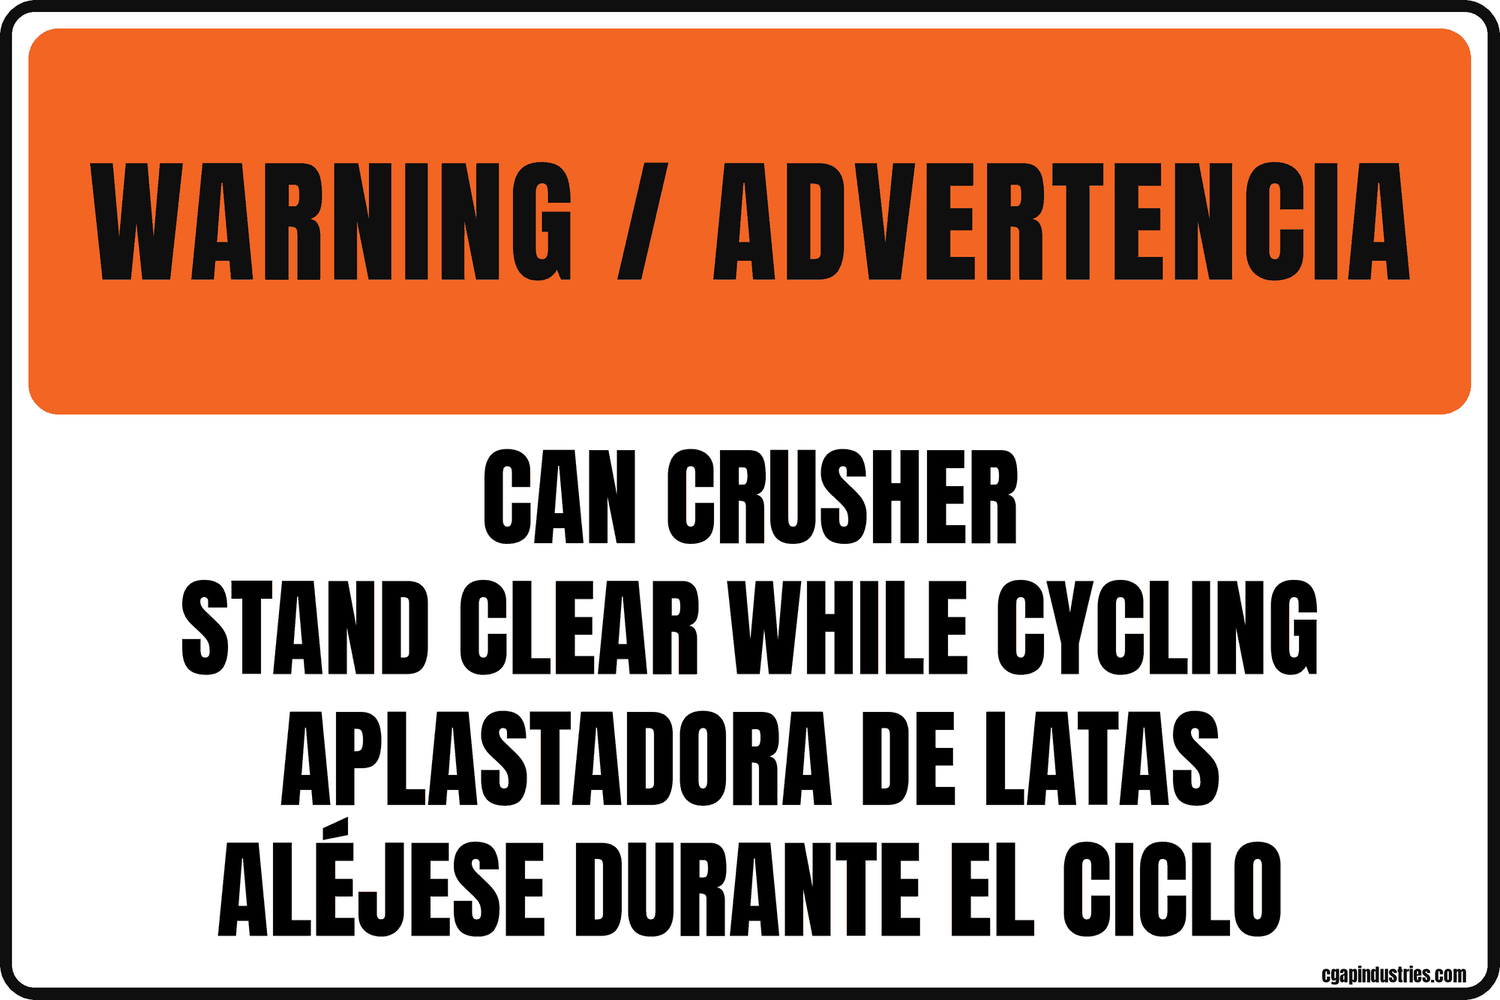 WARNING / ADVERTENCIA
CAN CRUSHER
STAND CLEAR WHILE CYCLING
APLASTADORA DE LATAS
ALÉJESE DURANTE EL CICLO
cgapindustries.com